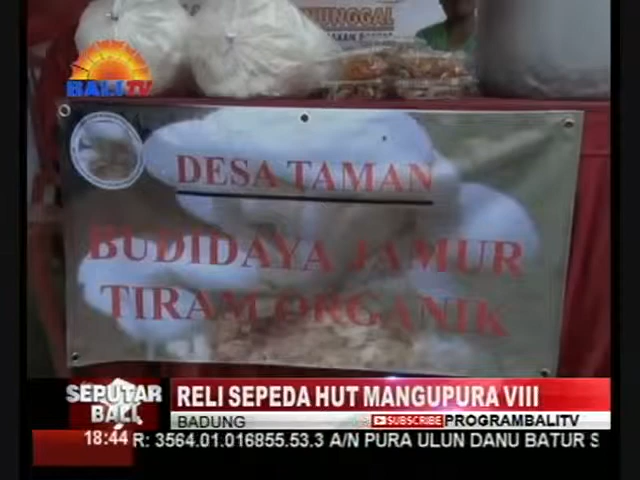 UNGGAL
BALI TV
DESA TAMAN
BUDIDAYA JAMUR
TIRAM ORGANIK
SEPUTAR
BALI
RELI SEPEDA HUT MANGUPURA VIII
BADUNG
SUBSCRIBE PROGRAMBALITV
18:44
R: 3564.01.016855.53.3 A/N PURA ULUN DANU BATUR S